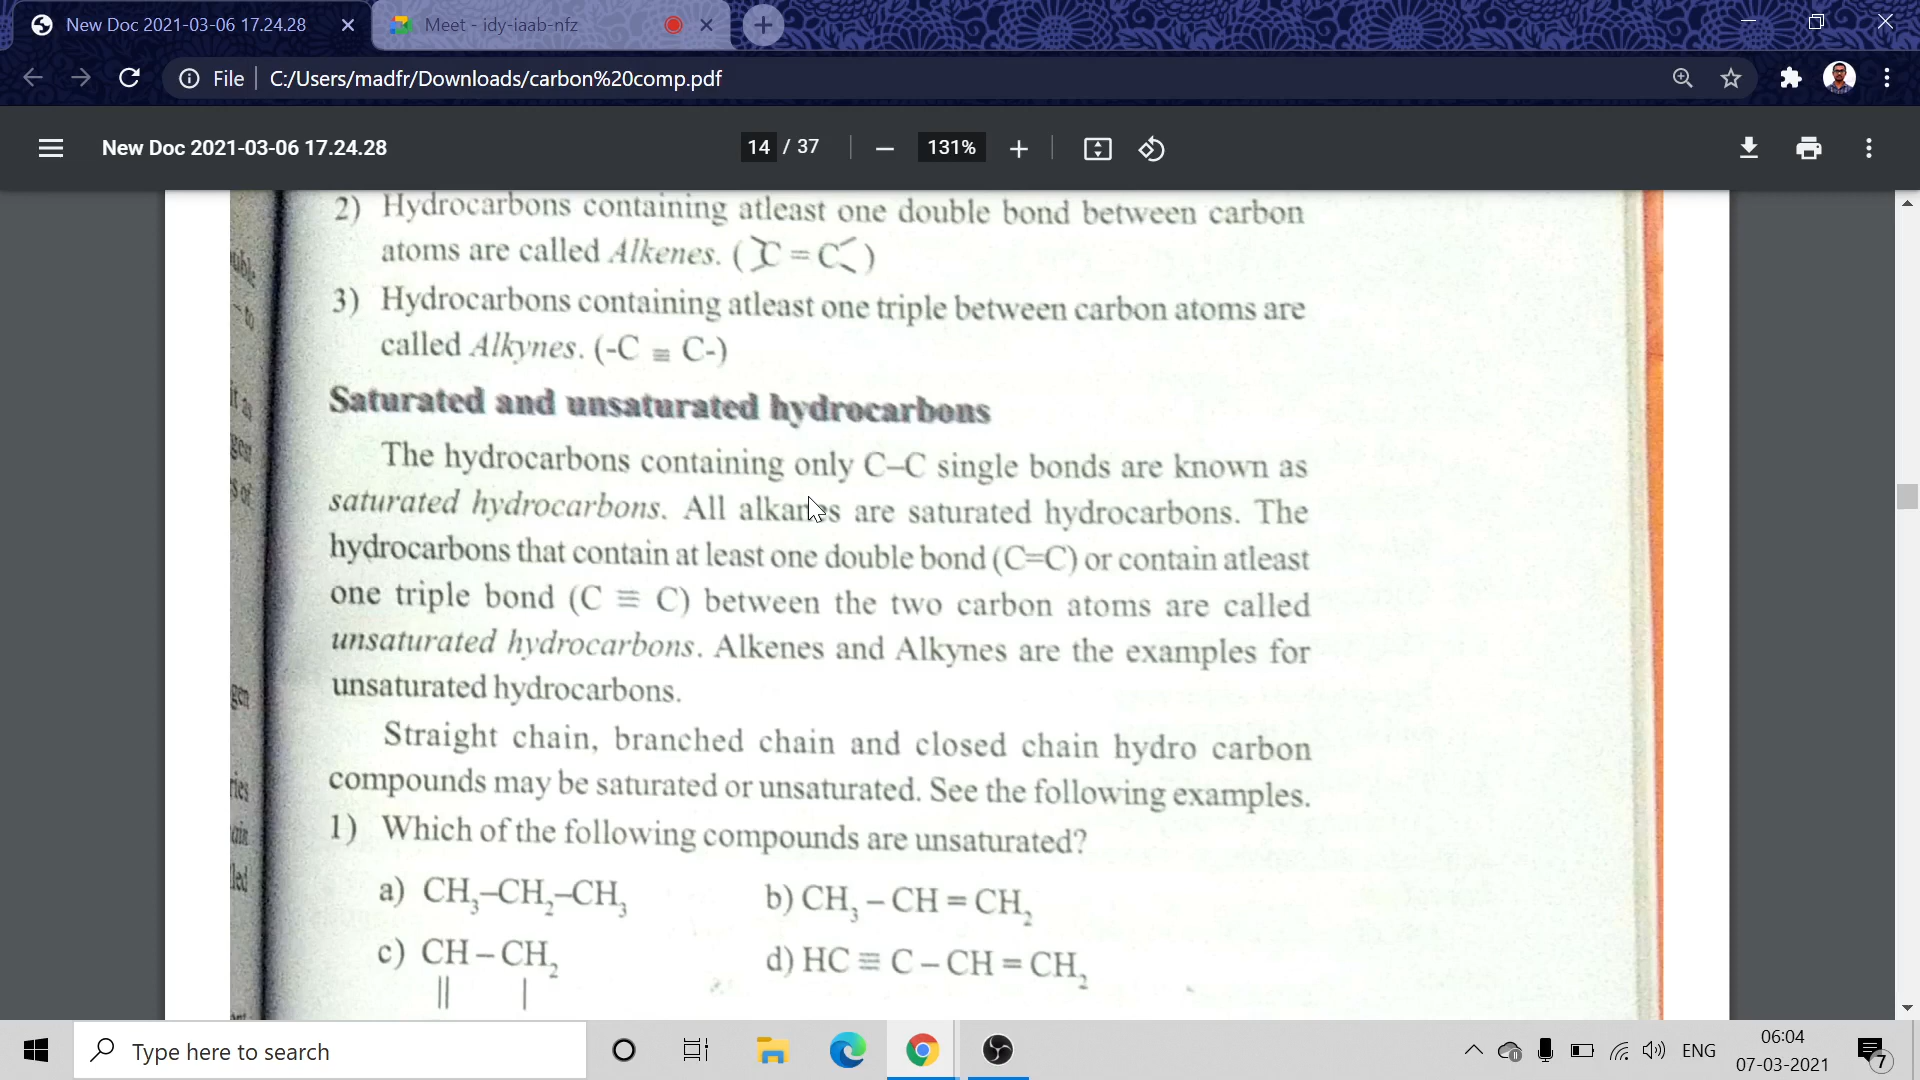 New Doc 2021-03-06 17.24.28
Meet - idy-iaab-nfz
File
C:/Users/madfr/Downloads/carbon%20comp.pdf
New Doc 2021-03-06 17.24.28
14 / 37
131%
2) Hydrocarbons containing atleast one double bond between carbon
atoms are called Alkenes. ( >C = C< )
3) Hydrocarbons containing atleast one triple between carbon atoms are
called Alkynes. (-C ≡ C-)
Saturated and unsaturated hydrocarbons
The hydrocarbons containing only C–C single bonds are known as
saturated hydrocarbons. All alkanes are saturated hydrocarbons. The
hydrocarbons that contain at least one double bond (C=C) or contain atleast
one triple bond (C ≡ C) between the two carbon atoms are called
unsaturated hydrocarbons. Alkenes and Alkynes are the examples for
unsaturated hydrocarbons.
Straight chain, branched chain and closed chain hydro carbon
compounds may be saturated or unsaturated. See the following examples.
1) Which of the following compounds are unsaturated?
a) CH₃–CH₂–CH₃ b) CH₃ – CH = CH₂
c) CH – CH₂ d) HC ≡ C – CH = CH₂
|| |
Type here to search
ENG
06:04
07-03-2021
7